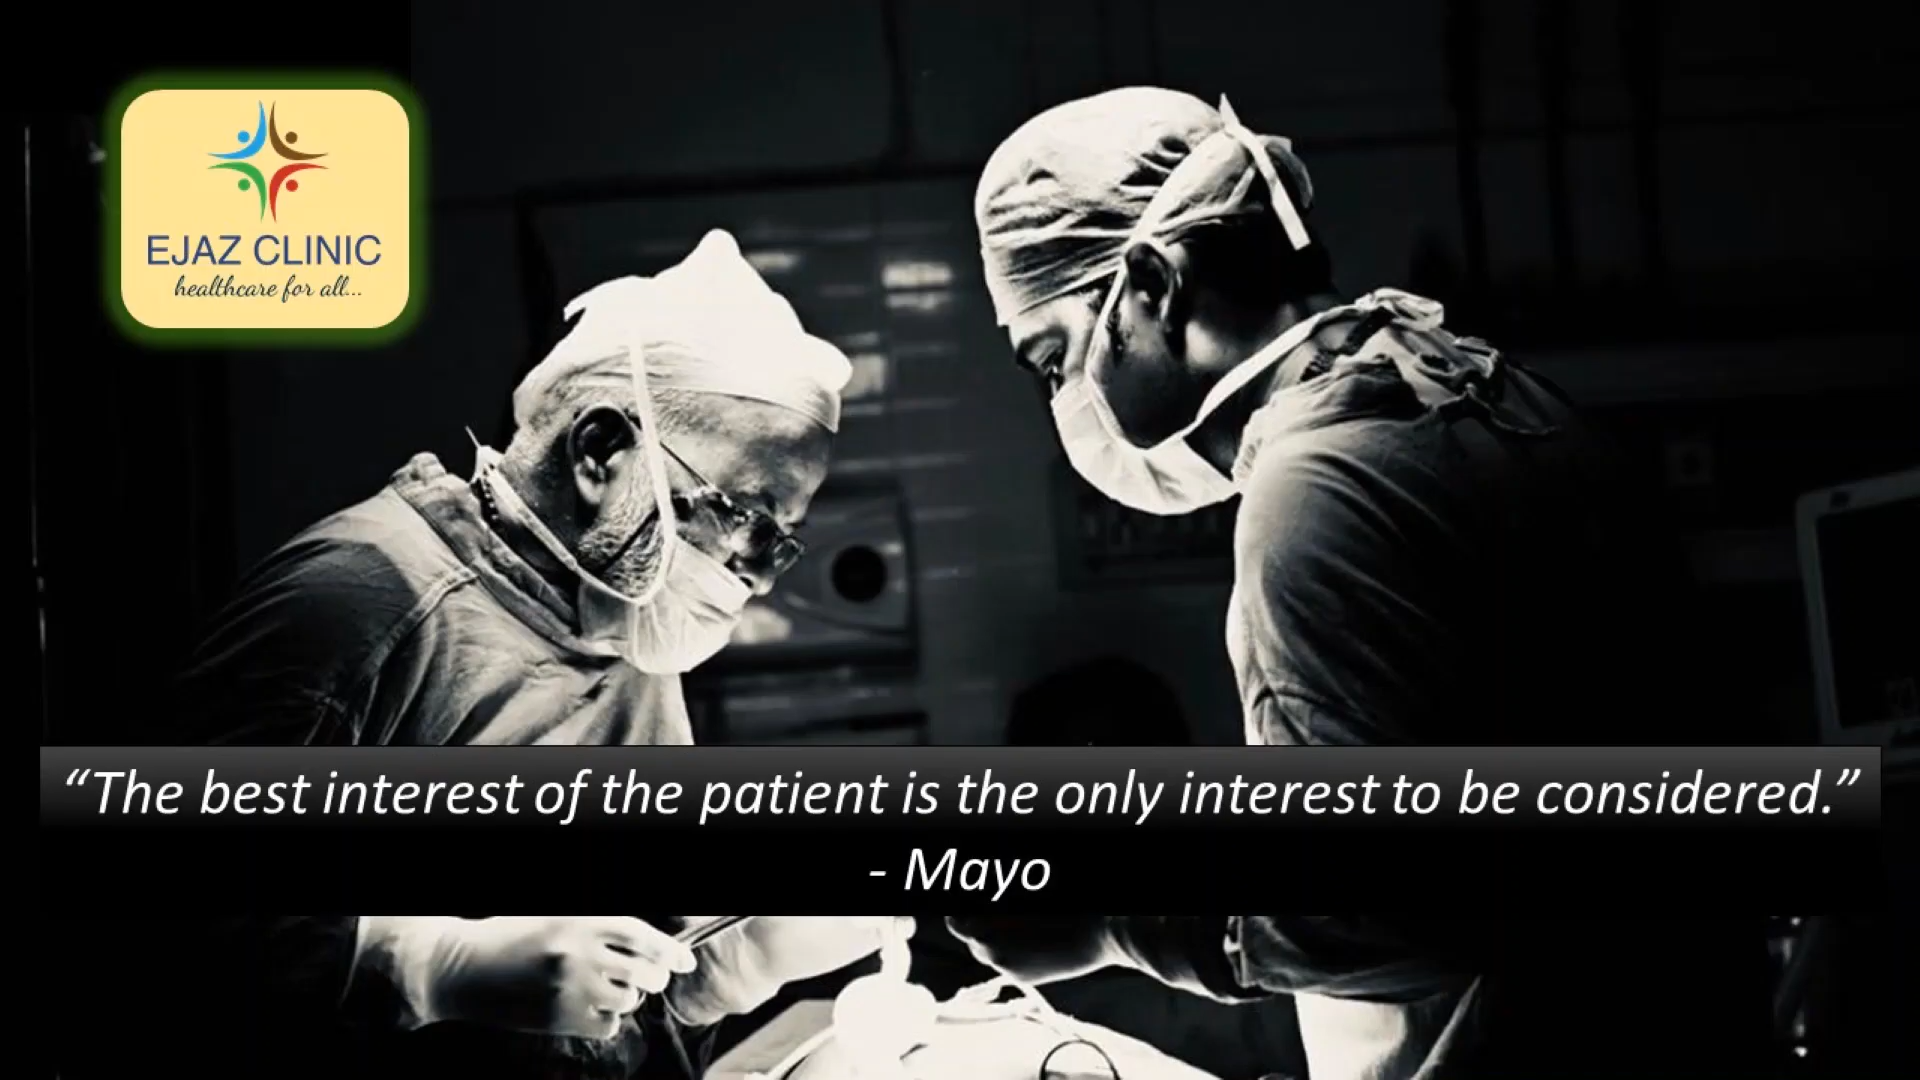 EJAZ CLINIC
healthcare for all...
“The best interest of the patient is the only interest to be considered.”
- Mayo